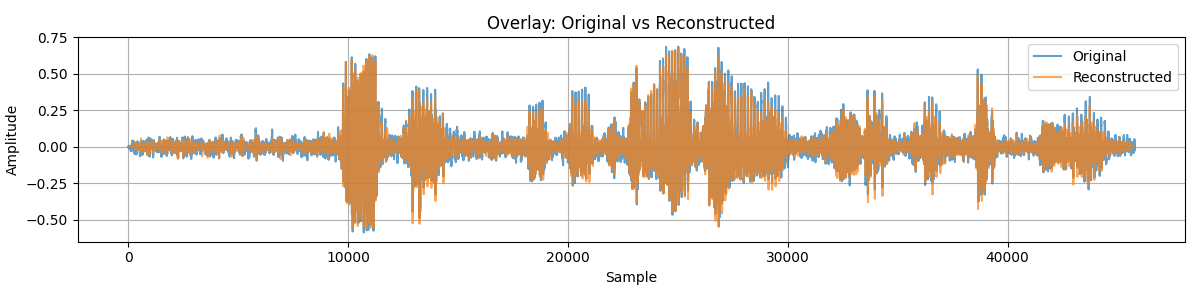 Overlay: Original vs Reconstructed
0.75
0.50
0.25
0.00
−0.25
−0.50
Amplitude
Original
Reconstructed
0 10000 20000 30000 40000
Sample